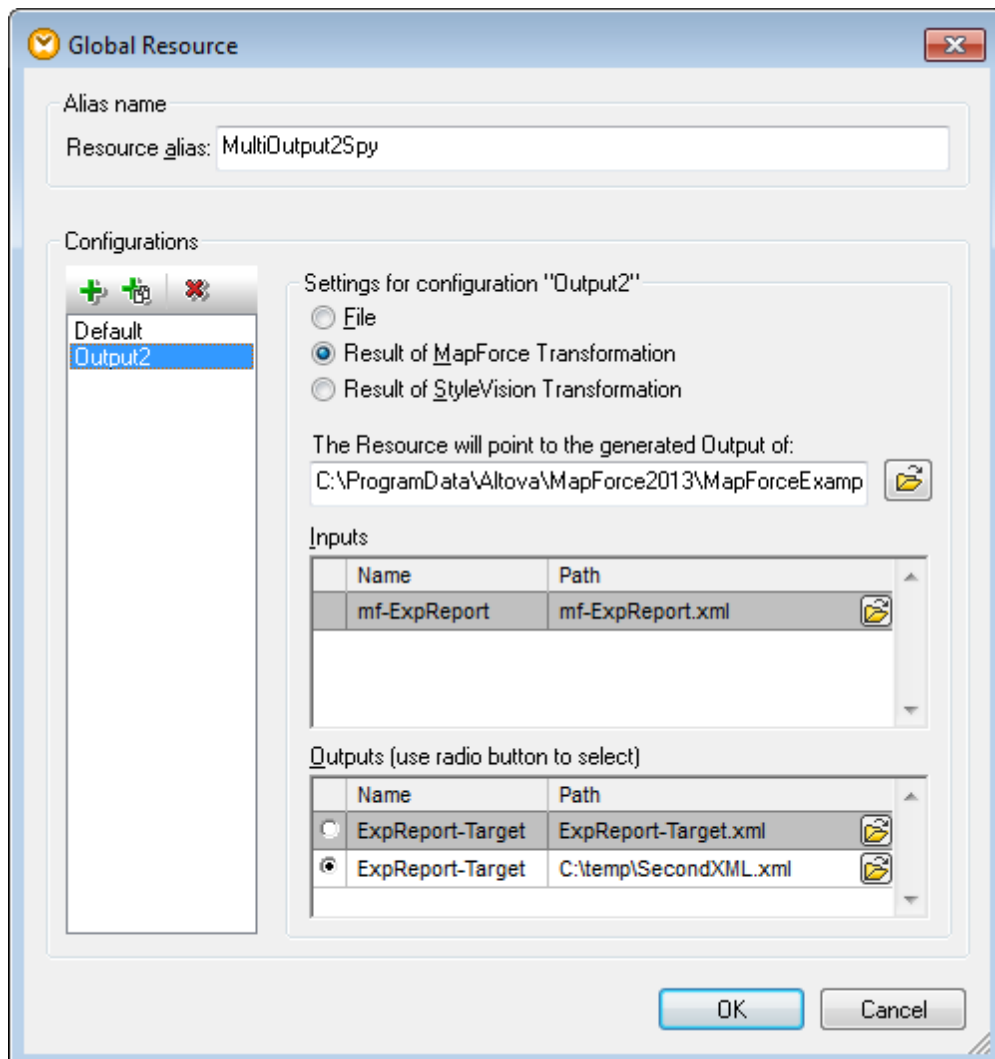 Global Resource
Alias name
Resource alias: MultiOutput2Spy
Configurations
Default
Output2
Settings for configuration "Output2"
File
Result of MapForce Transformation
Result of StyleVision Transformation
The Resource will point to the generated Output of:
C:\ProgramData\Altova\MapForce2013\MapForceExamp
Inputs
Name Path
mf-ExpReport mf-ExpReport.xml
Outputs (use radio button to select)
Name Path
ExpReport-Target ExpReport-Target.xml
ExpReport-Target C:\temp\SecondXML.xml
OK Cancel